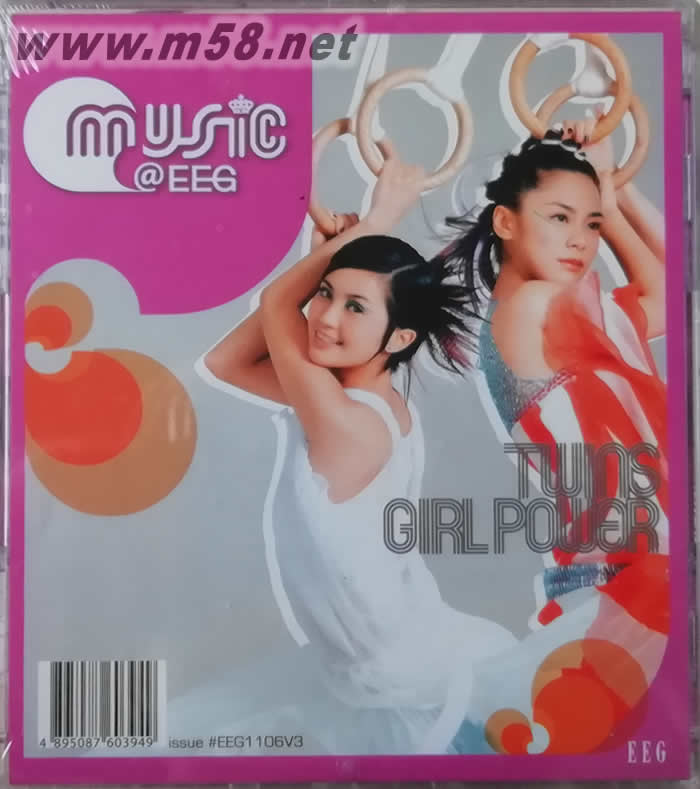 www.m58.net
music
@EEG
TWINS
GIRL POWER
4 895087 603949
issue #EEG1106V3
EEG